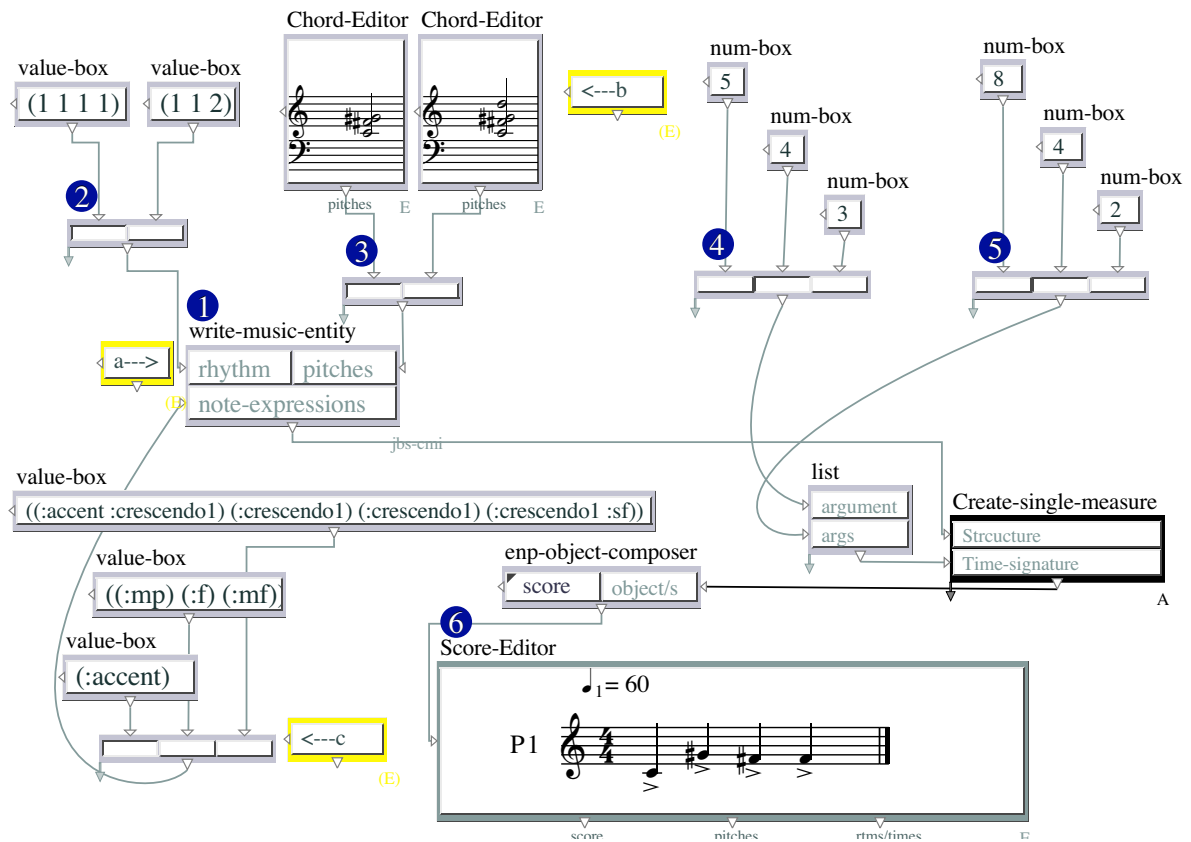 Chord-Editor Chord-Editor
value-box value-box
(1 1 1 1) (1 1 2)
<---b
(E)
num-box
5
num-box
4
num-box
3
num-box
8
num-box
4
num-box
2
pitches E pitches E
2
3
4
5
1
write-music-entity
a--->
rhythm pitches
note-expressions
jbs-cmi
value-box
((:accent :crescendo1) (:crescendo1) (:crescendo1) (:crescendo1 :sf))
list
argument
args
Create-single-measure
Strcucture
Time-signature
A
value-box
((:mp) (:f) (:mf)
enp-object-composer
score object/s
value-box
(:accent)
6
Score-Editor
1 = 60
P1
4
4
<---c
(E)
score pitches rtms/times E